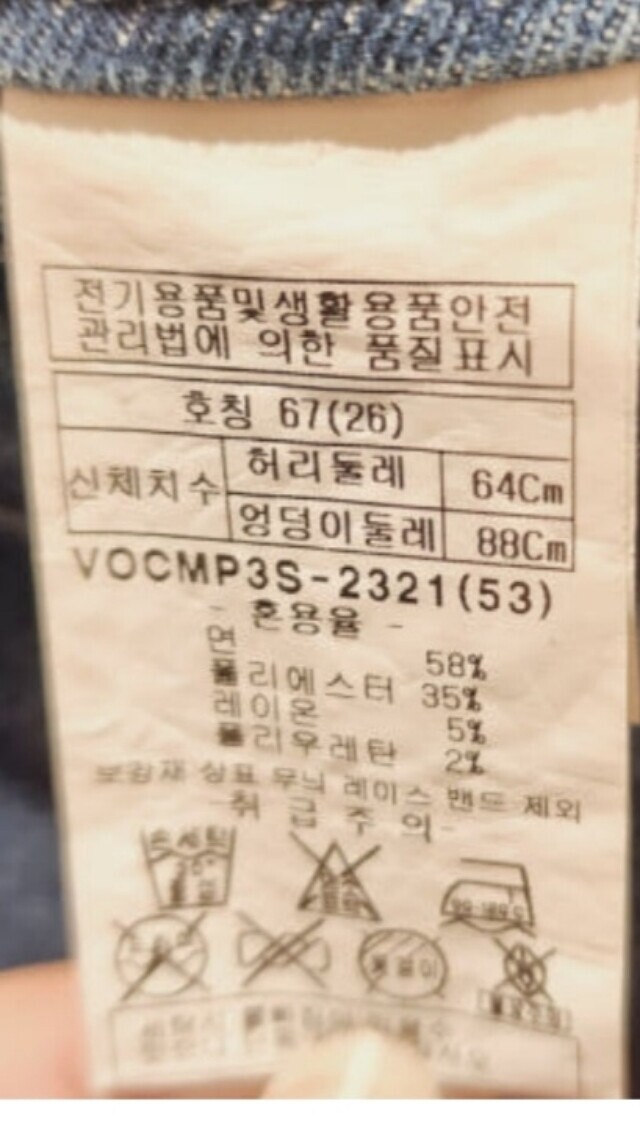 전기용품및생활용품안전
관리법에 의한 품질표시
호칭 67(26)
신체치수
허리둘레 64Cm
엉덩이둘레 88Cm
VOCMP3S-2321(53)
- 혼용율 -
면 58%
폴리에스터 35%
레이온 5%
폴리우레탄 2%
보강재 상표 무늬 레이스 밴드 제외
-취급주의-
손세탁